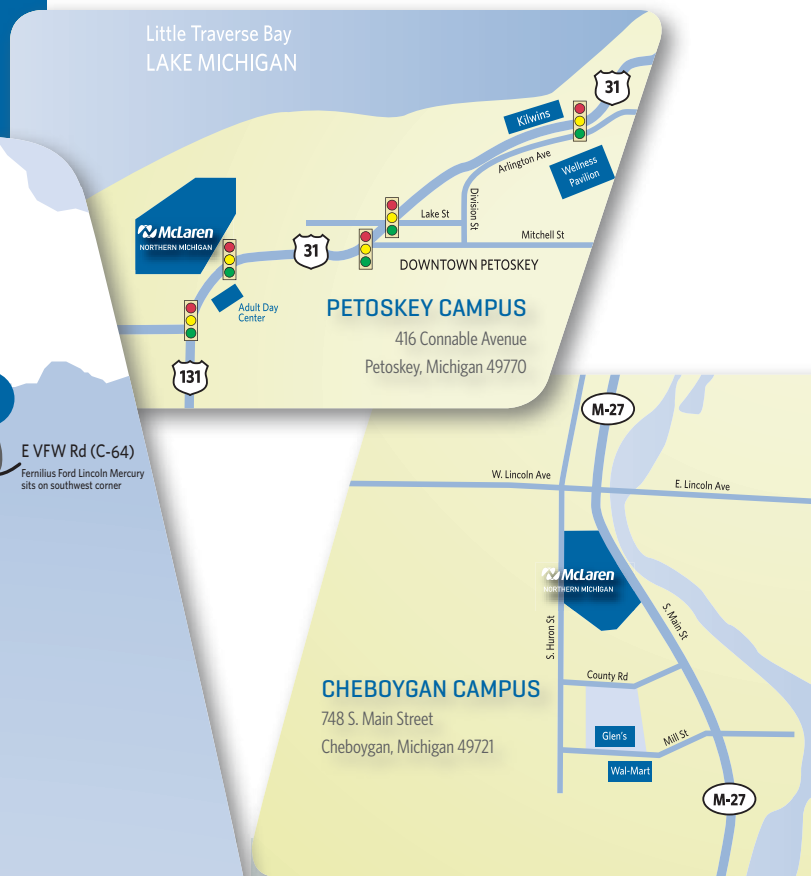 Little Traverse Bay
LAKE MICHIGAN
31
Kilwins
Arlington Ave
Wellness
Pavilion
Division St
Lake St
Mitchell St
McLaren
NORTHERN MICHIGAN
31
DOWNTOWN PETOSKEY
Adult Day
Center
PETOSKEY CAMPUS
416 Connable Avenue
Petoskey, Michigan 49770
131
E VFW Rd (C-64)
Fernilius Ford Lincoln Mercury
sits on southwest corner
M-27
W. Lincoln Ave
E. Lincoln Ave
McLaren
NORTHERN MICHIGAN
S. Huron St
S. Main St
County Rd
CHEBOYGAN CAMPUS
748 S. Main Street
Cheboygan, Michigan 49721
Glen's
Mill St
Wal-Mart
M-27